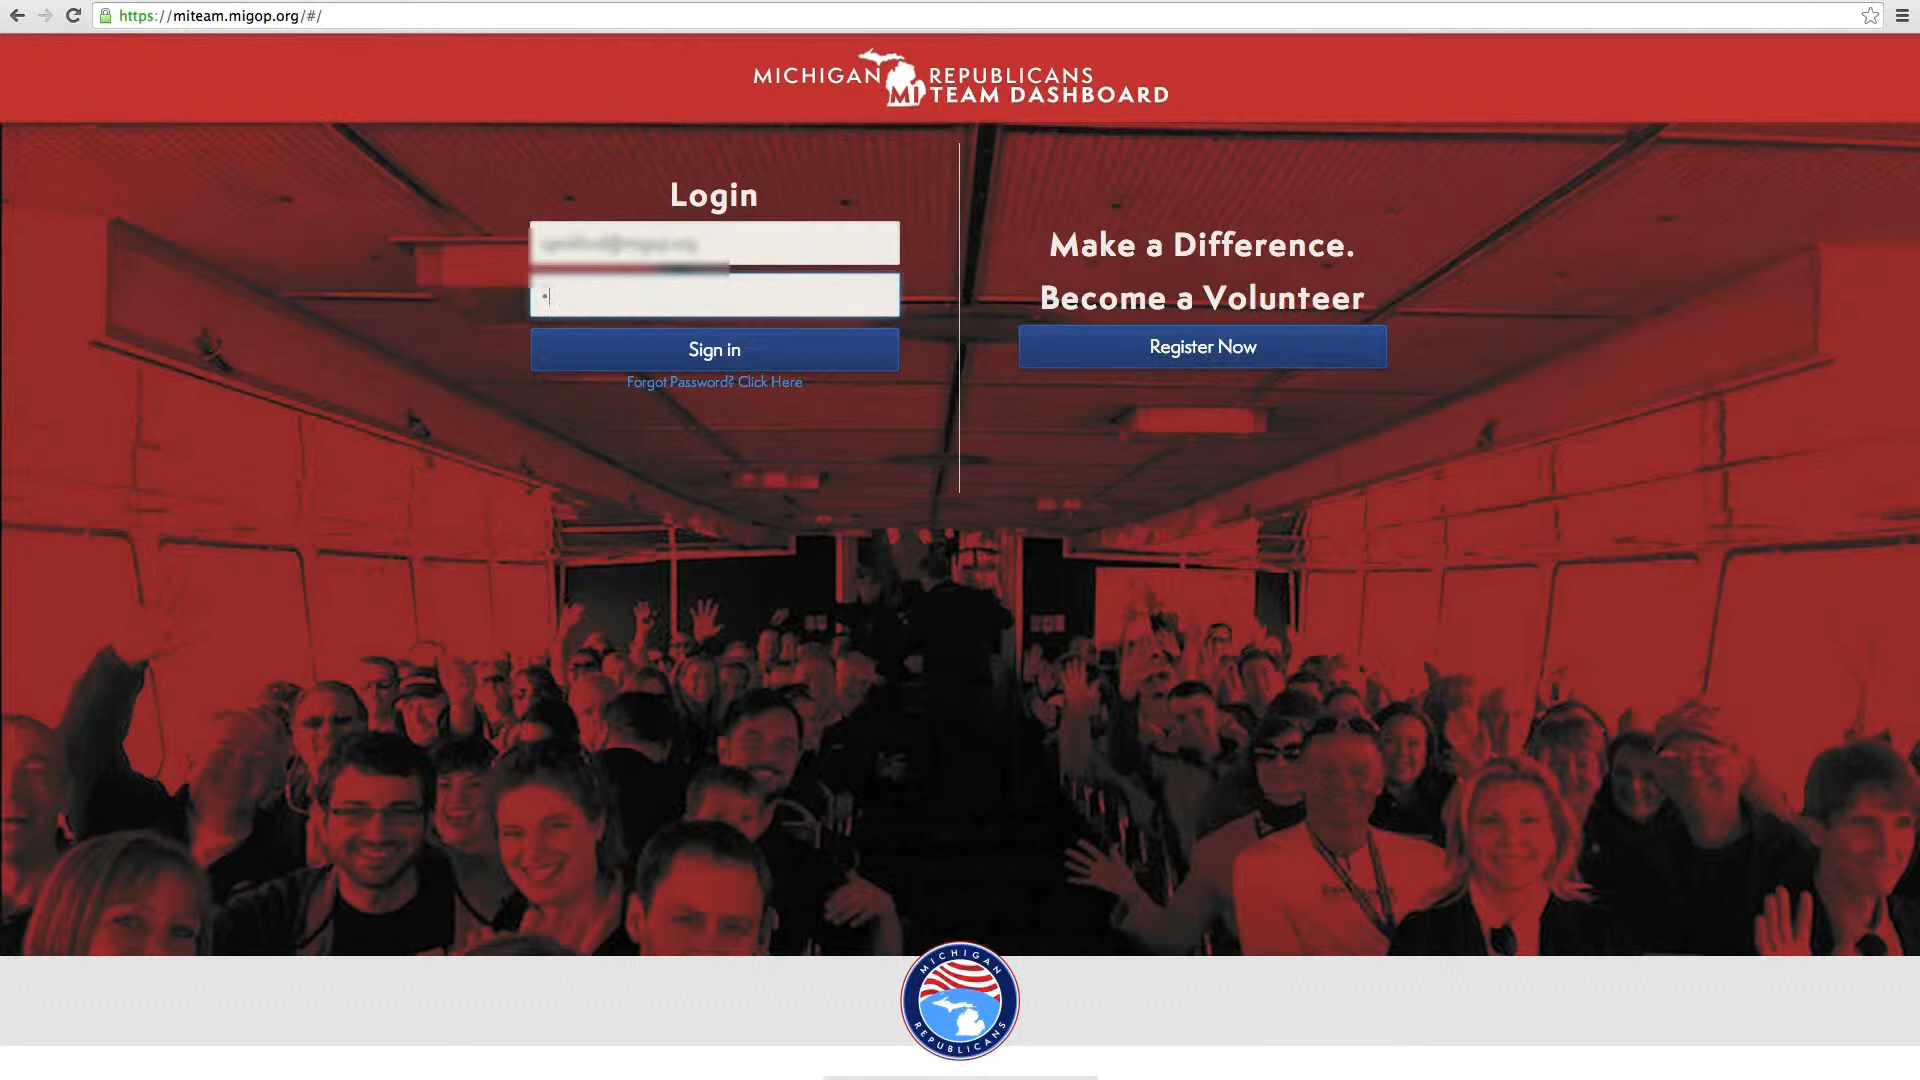 https://miteam.migop.org/#/
MICHIGAN REPUBLICANS
MI TEAM DASHBOARD
Login
Sign in
Forgot Password? Click Here
Make a Difference.
Become a Volunteer
Register Now
MICHIGAN
REPUBLICANS